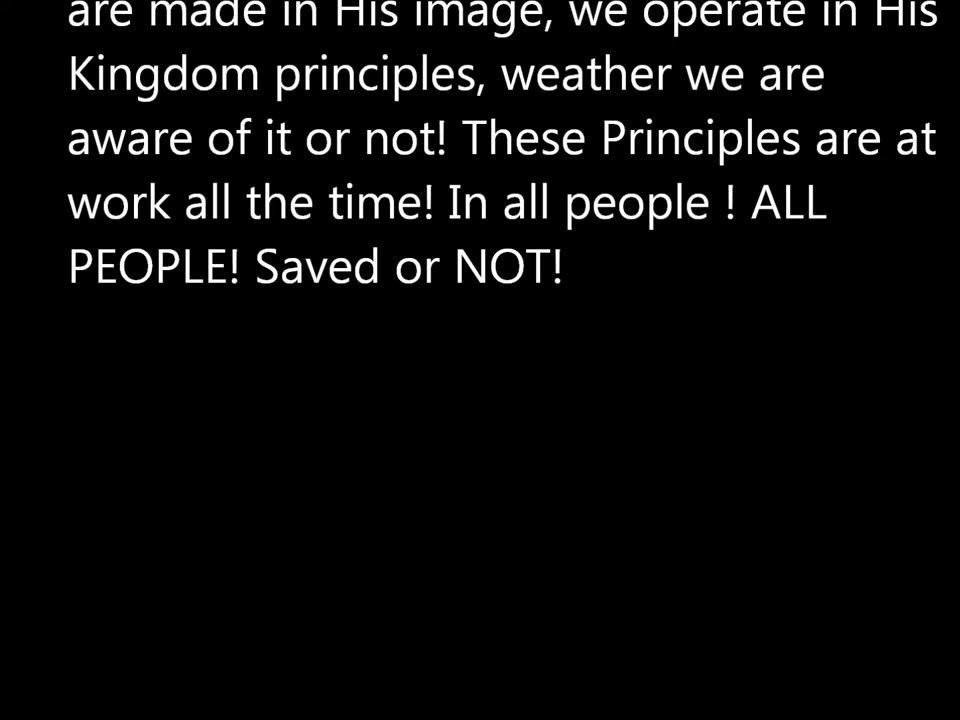 are made in His image, we operate in His
Kingdom principles, weather we are
aware of it or not! These Principles are at
work all the time! In all people ! ALL
PEOPLE! Saved or NOT!